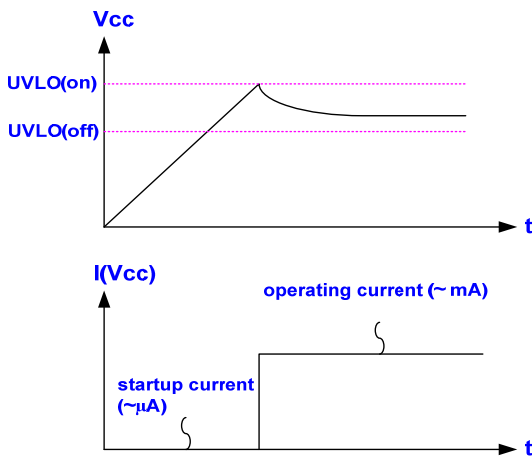 Vcc
UVLO(on)
UVLO(off)
t
I(Vcc)
operating current (~ mA)
startup current
(~μA)
t